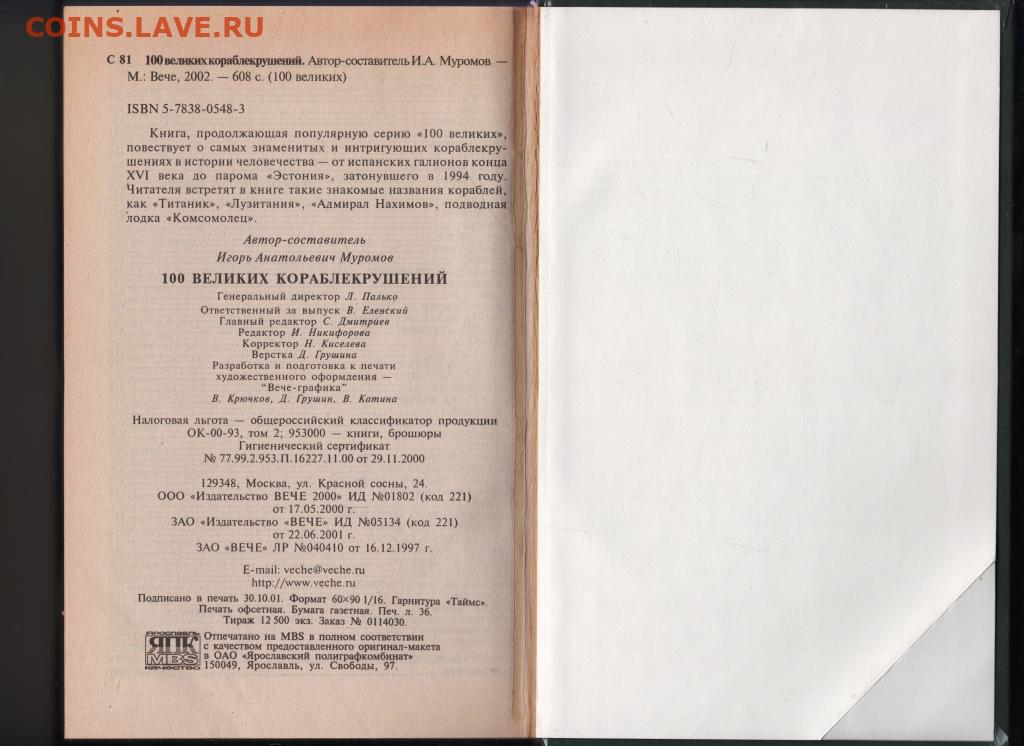 COINS.LAVE.RU
С 81 100 великих кораблекрушений. Автор-составитель И.А. Муромов —
М.: Вече, 2002. — 608 с. (100 великих)
ISBN 5-7838-0548-3
Книга, продолжающая популярную серию «100 великих»,
повествует о самых знаменитых и интригующих кораблекру-
шениях в истории человечества — от испанских галионов конца
XVI века до парома «Эстония», затонувшего в 1994 году.
Читателя встретят в книге такие знакомые названия кораблей,
как «Титаник», «Лузитания», «Адмирал Нахимов», подводная
лодка «Комсомолец».
Автор-составитель
Игорь Анатольевич Муромов
100 ВЕЛИКИХ КОРАБЛЕКРУШЕНИЙ
Генеральный директор Л. Палько
Ответственный за выпуск В. Еленский
Главный редактор С. Дмитриев
Редактор И. Никифорова
Корректор Н. Киселева
Верстка Д. Грушина
Разработка и подготовка к печати
художественного оформления —
"Вече-графика"
В. Крючков, Д. Грушин, В. Катина
Налоговая льгота — общероссийский классификатор продукции
ОК-00-93, том 2; 953000 — книги, брошюры
Гигиенический сертификат
№ 77.99.2.953.П.16227.11.00 от 29.11.2000
129348, Москва, ул. Красной сосны, 24.
ООО «Издательство ВЕЧЕ 2000» ИД №01802 (код 221)
от 17.05.2000 г.
ЗАО «Издательство «ВЕЧЕ» ИД №05134 (код 221)
от 22.06.2001 г.
ЗАО «ВЕЧЕ» ЛР №040410 от 16.12.1997 г.
E-mail: veche@veche.ru
http://www.veche.ru
Подписано в печать 30.10.01. Формат 60×90 1/16. Гарнитура «Таймс».
Печать офсетная. Бумага газетная. Печ. л. 36.
Тираж 12 500 экз. Заказ № 0114030.
ЯРОСЛАВЛЬ
ЯПК
MBS
КАЧЕСТВО
Отпечатано на MBS в полном соответствии
с качеством предоставленного оригинал-макета
в ОАО «Ярославский полиграфкомбинат»
150049, Ярославль, ул. Свободы, 97.